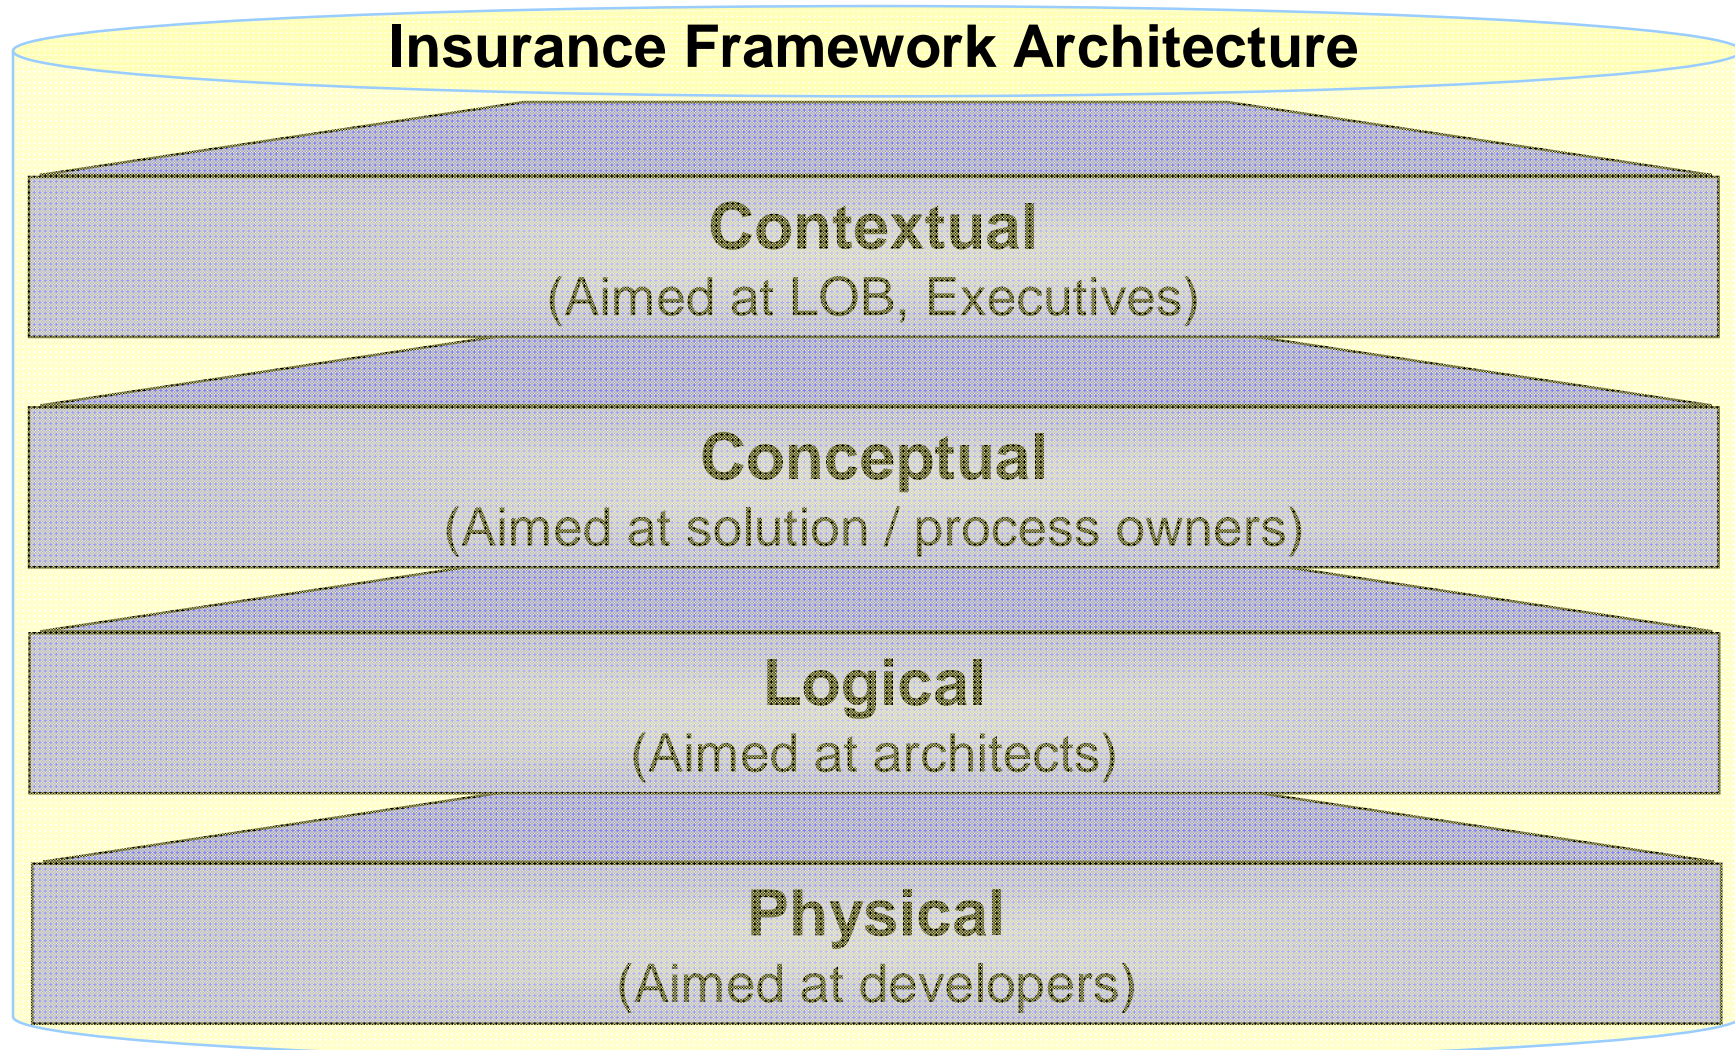 Insurance Framework Architecture
Contextual
(Aimed at LOB, Executives)
Conceptual
(Aimed at solution / process owners)
Logical
(Aimed at architects)
Physical
(Aimed at developers)